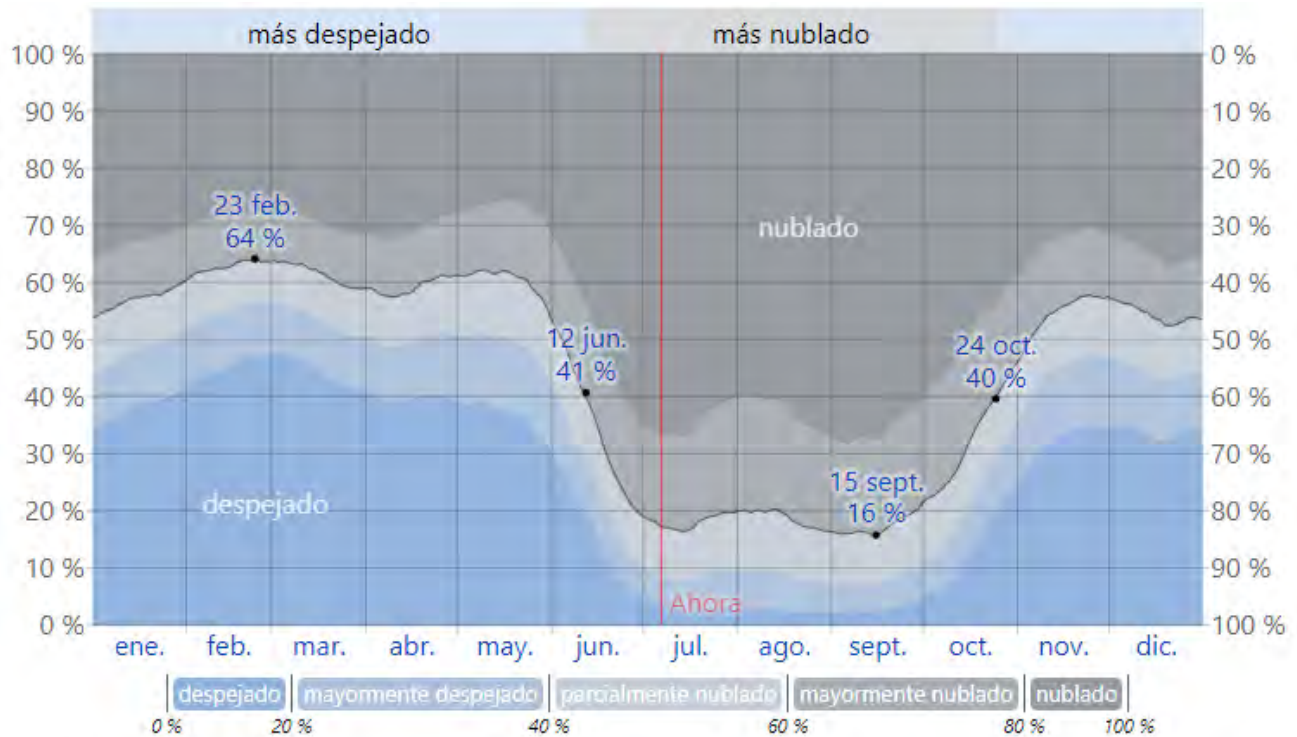 más despejado más nublado
100 % 0 %
90 % 10 %
80 % 20 %
70 % 30 %
60 % 40 %
50 % 50 %
40 % 60 %
30 % 70 %
20 % 80 %
10 % 90 %
0 % 100 %
23 feb.
64 %
nublado
12 jun.
41 %
24 oct.
40 %
15 sept.
16 %
despejado
Ahora
ene. feb. mar. abr. may. jun. jul. ago. sept. oct. nov. dic.
despejado mayormente despejado parcialmente nublado mayormente nublado nublado
0 % 20 % 40 % 60 % 80 % 100 %